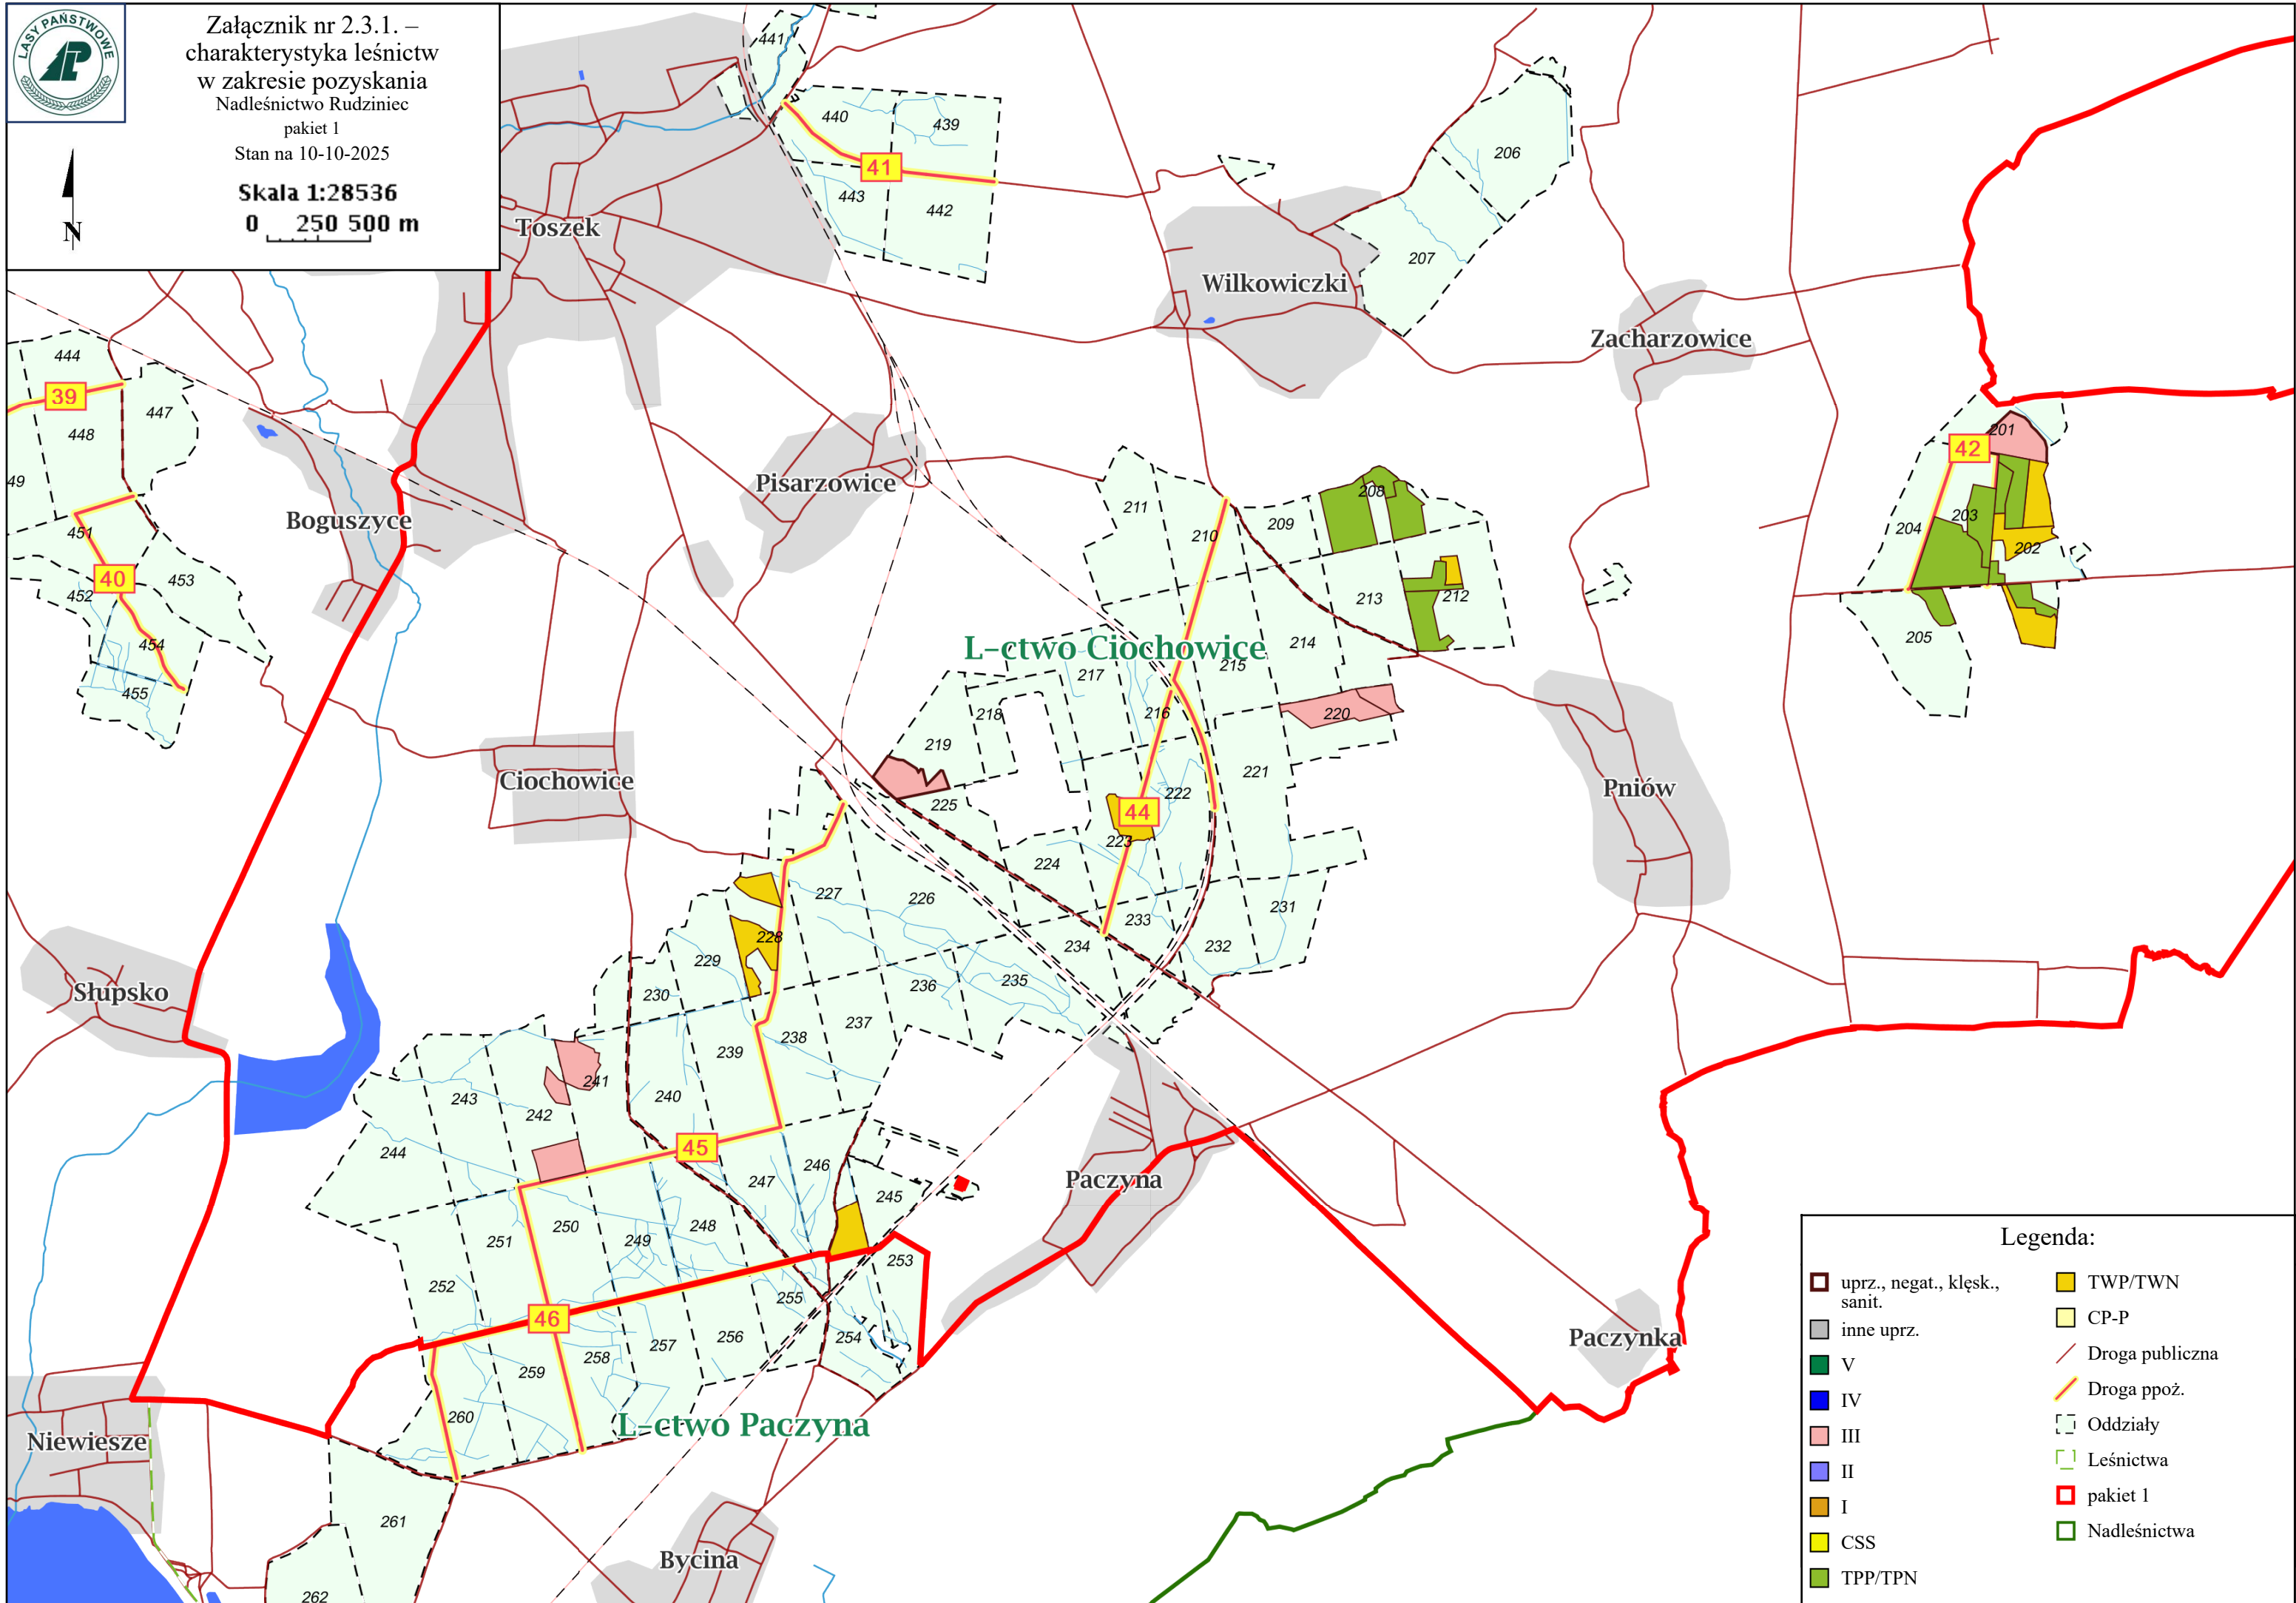 LASY PAŃSTWOWE
LP
Załącznik nr 2.3.1. –
charakterystyka leśnictw
w zakresie pozyskania
Nadleśnictwo Rudziniec
pakiet 1
Stan na 10-10-2025
Skala 1:28536
0 250 500 m
N
441
440
439
41
443
442
206
207
Toszek
Wilkowiczki
Zacharzowice
444
39
447
448
49
451
40
452
453
454
455
Boguszyce
Pisarzowice
201
42
203
204
202
205
211
210
209
208
213
212
214
215
L-ctwo Ciochowice
217
216
218
219
220
221
222
44
223
225
224
Ciochowice
Pniów
227
226
228
229
230
231
232
233
234
235
236
237
238
239
240
241
242
243
244
Słupsko
45
246
247
245
Paczyna
248
249
250
251
252
253
46
255
254
256
257
258
259
260
Paczynka
L-ctwo Paczyna
Niewiesze
261
262
Bycina
Legenda:
uprz., negat., klęsk.,
sanit.
inne uprz.
V
IV
III
II
I
CSS
TPP/TPN
TWP/TWN
CP-P
Droga publiczna
Droga ppoż.
Oddziały
Leśnictwa
pakiet 1
Nadleśnictwa